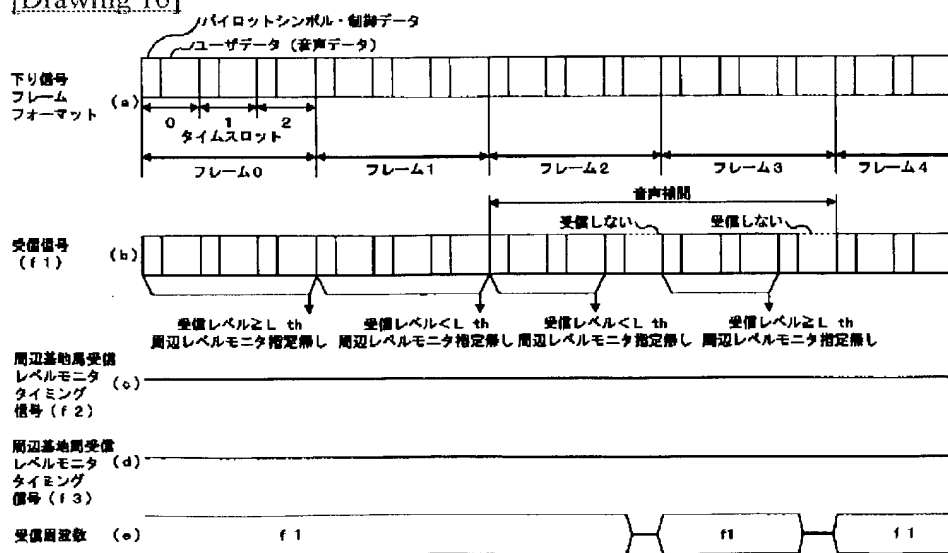 [Drawing 16]
パイロットシンボル・制御データ
ユーザデータ（音声データ）
下り信号
フレーム
フォーマット
(a)
0 1 2
タイムスロット
フレーム0 フレーム1 フレーム2 フレーム3 フレーム4
音声補間
受信しない 受信しない
受信信号
(f1)
(b)
受信レベル≧L th 受信レベル<L th 受信レベル<L th 受信レベル≧L th
周辺レベルモニタ指定無し 周辺レベルモニタ指定無し 周辺レベルモニタ指定無し 周辺レベルモニタ指定無し
周辺基地局受信
レベルモニタ
タイミング
信号(f2)
(c)
周辺基地局受信
レベルモニタ
タイミング
信号(f3)
(d)
受信周波数 (e) f1 f1 f1